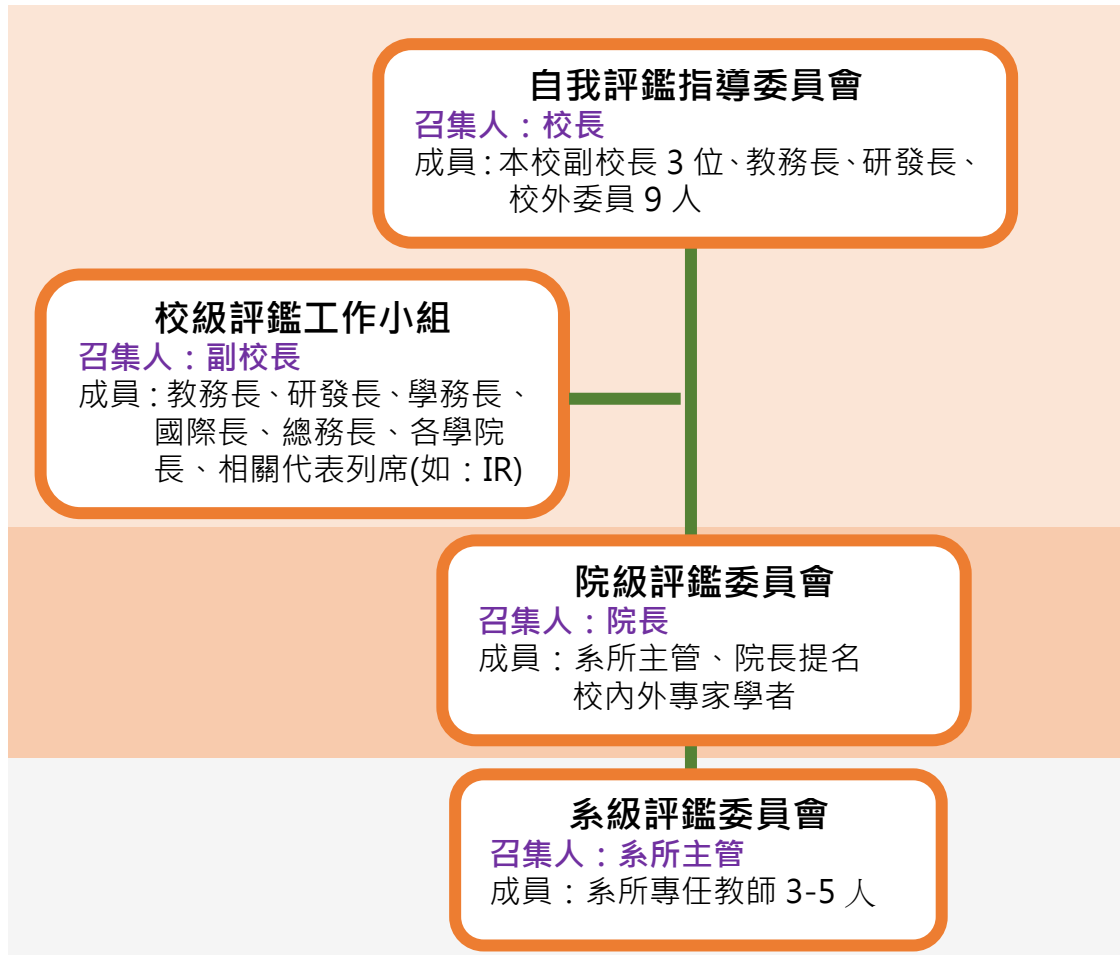 自我評鑑指導委員會
召集人：校長
成員：本校副校長 3 位、教務長、研發長、
校外委員 9 人
校級評鑑工作小組
召集人：副校長
成員：教務長、研發長、學務長、
國際長、總務長、各學院
長、相關代表列席(如：IR)
院級評鑑委員會
召集人：院長
成員：系所主管、院長提名
校內外專家學者
系級評鑑委員會
召集人：系所主管
成員：系所專任教師 3-5 人